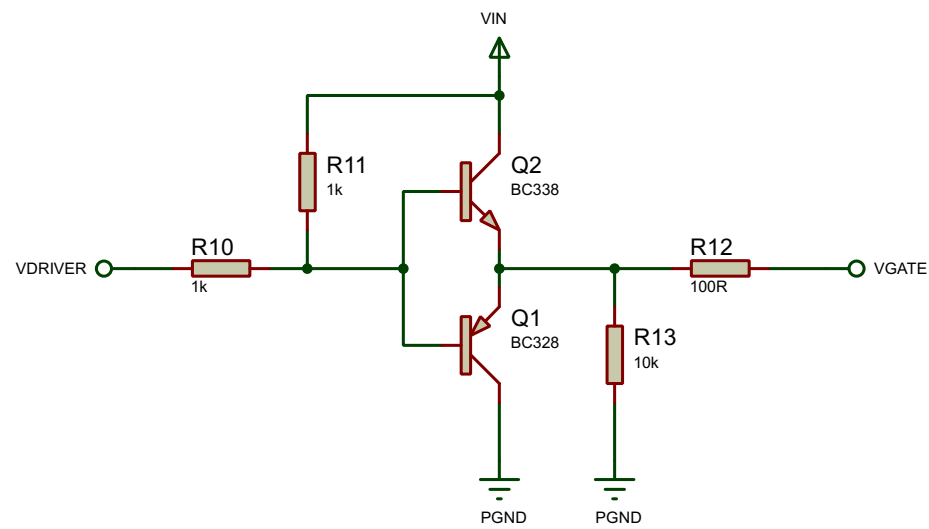 VIN
R11
1k
Q2
BC338
R10
1k
VDRIVER
R12
100R
VGATE
Q1
BC328
R13
10k
PGND
PGND